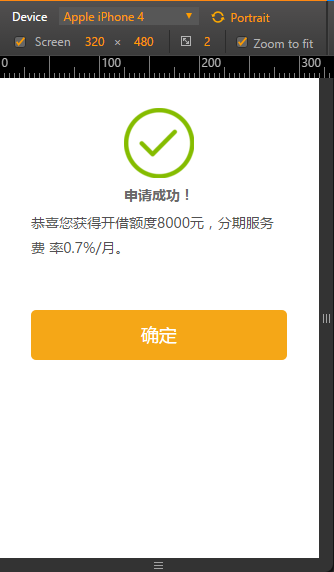 Device Apple iPhone 4 Portrait
Screen 320 × 480 2 Zoom to fit
0 100 200 300
申请成功！
恭喜您获得开借额度8000元，分期服务
费 率0.7%/月。
确定